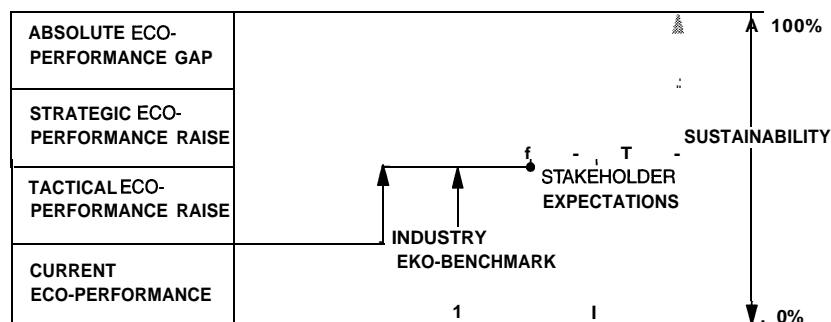 ABSOLUTE ECO-
PERFORMANCE GAP
STRATEGIC ECO-
PERFORMANCE RAISE
TACTICAL ECO-
PERFORMANCE RAISE
CURRENT
ECO-PERFORMANCE
INDUSTRY
EKO-BENCHMARK
STAKEHOLDER
EXPECTATIONS
100%
SUSTAINABILITY
0%